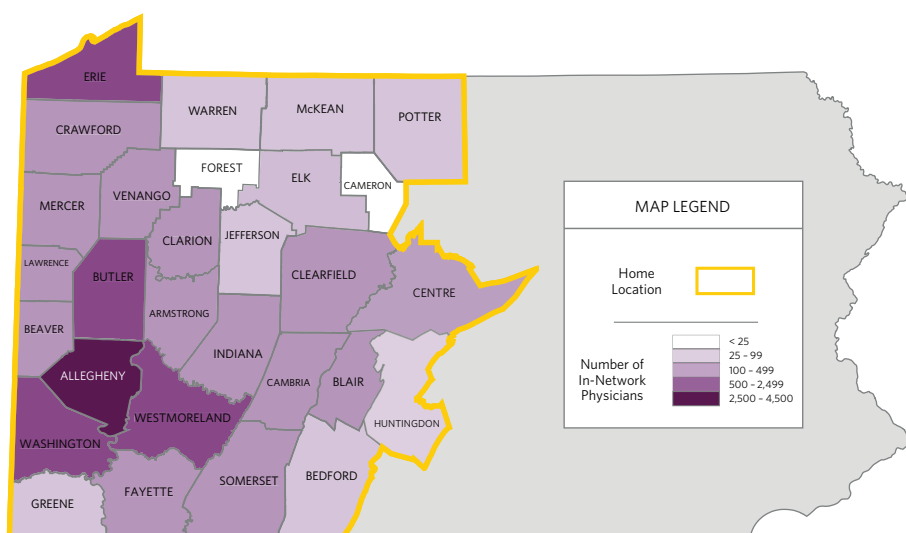 ERIE
WARREN
McKEAN
POTTER
CRAWFORD
FOREST
ELK
CAMERON
VENANGO
MERCER
JEFFERSON
CLARION
LAWRENCE
BUTLER
CLEARFIELD
CENTRE
ARMSTRONG
BEAVER
INDIANA
ALLEGHENY
CAMBRIA
BLAIR
WESTMORELAND
HUNTINGDON
WASHINGTON
BEDFORD
SOMERSET
FAYETTE
GREENE
MAP LEGEND
Home
Location
Number of
In-Network
Physicians
< 25
25 – 99
100 – 499
500 – 2,499
2,500 – 4,500